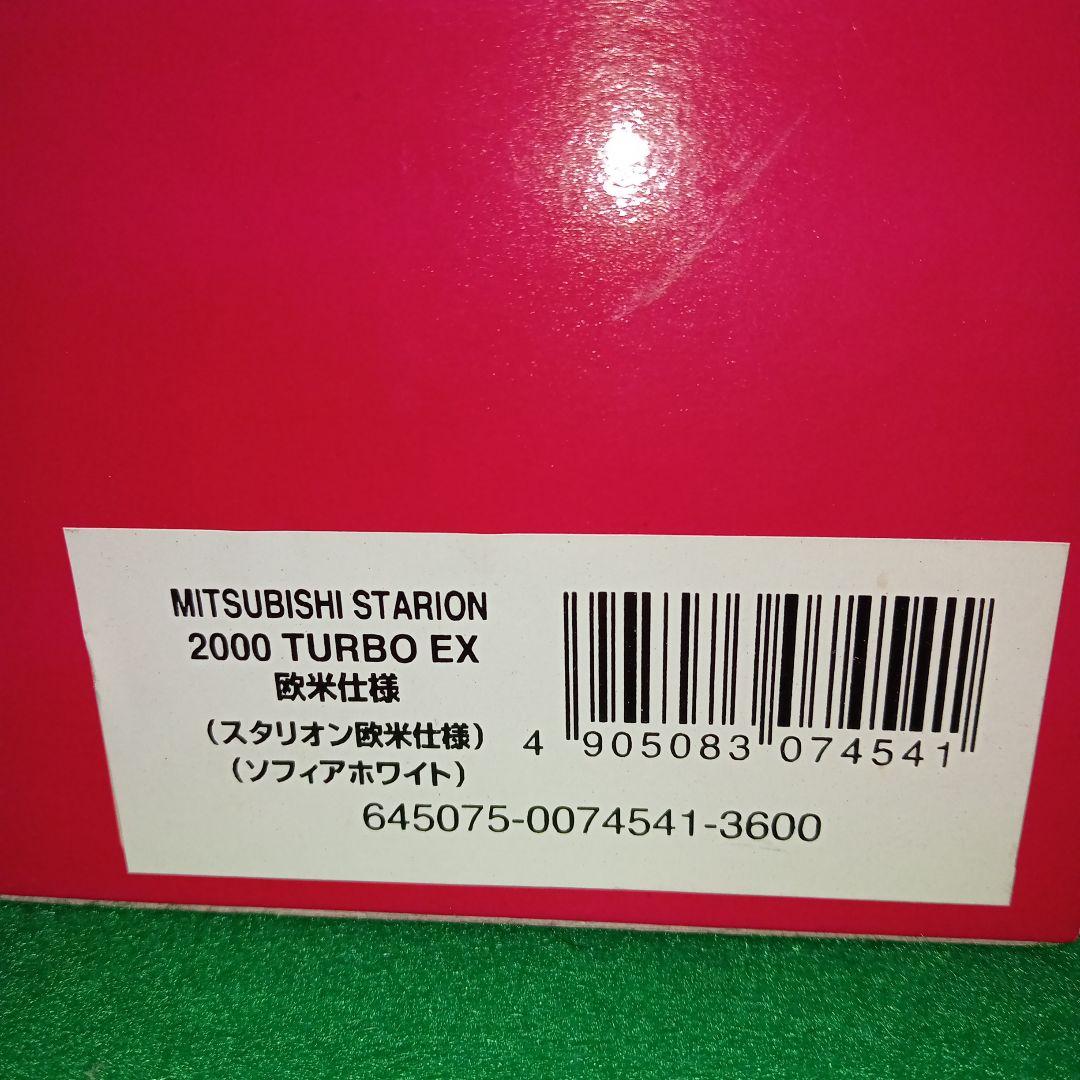 MITSUBISHI STARION
2000 TURBO EX
欧米仕様
(スタリオン欧米仕様)
(ソフィアホワイト)
4 905083 074541
645075-0074541-3600